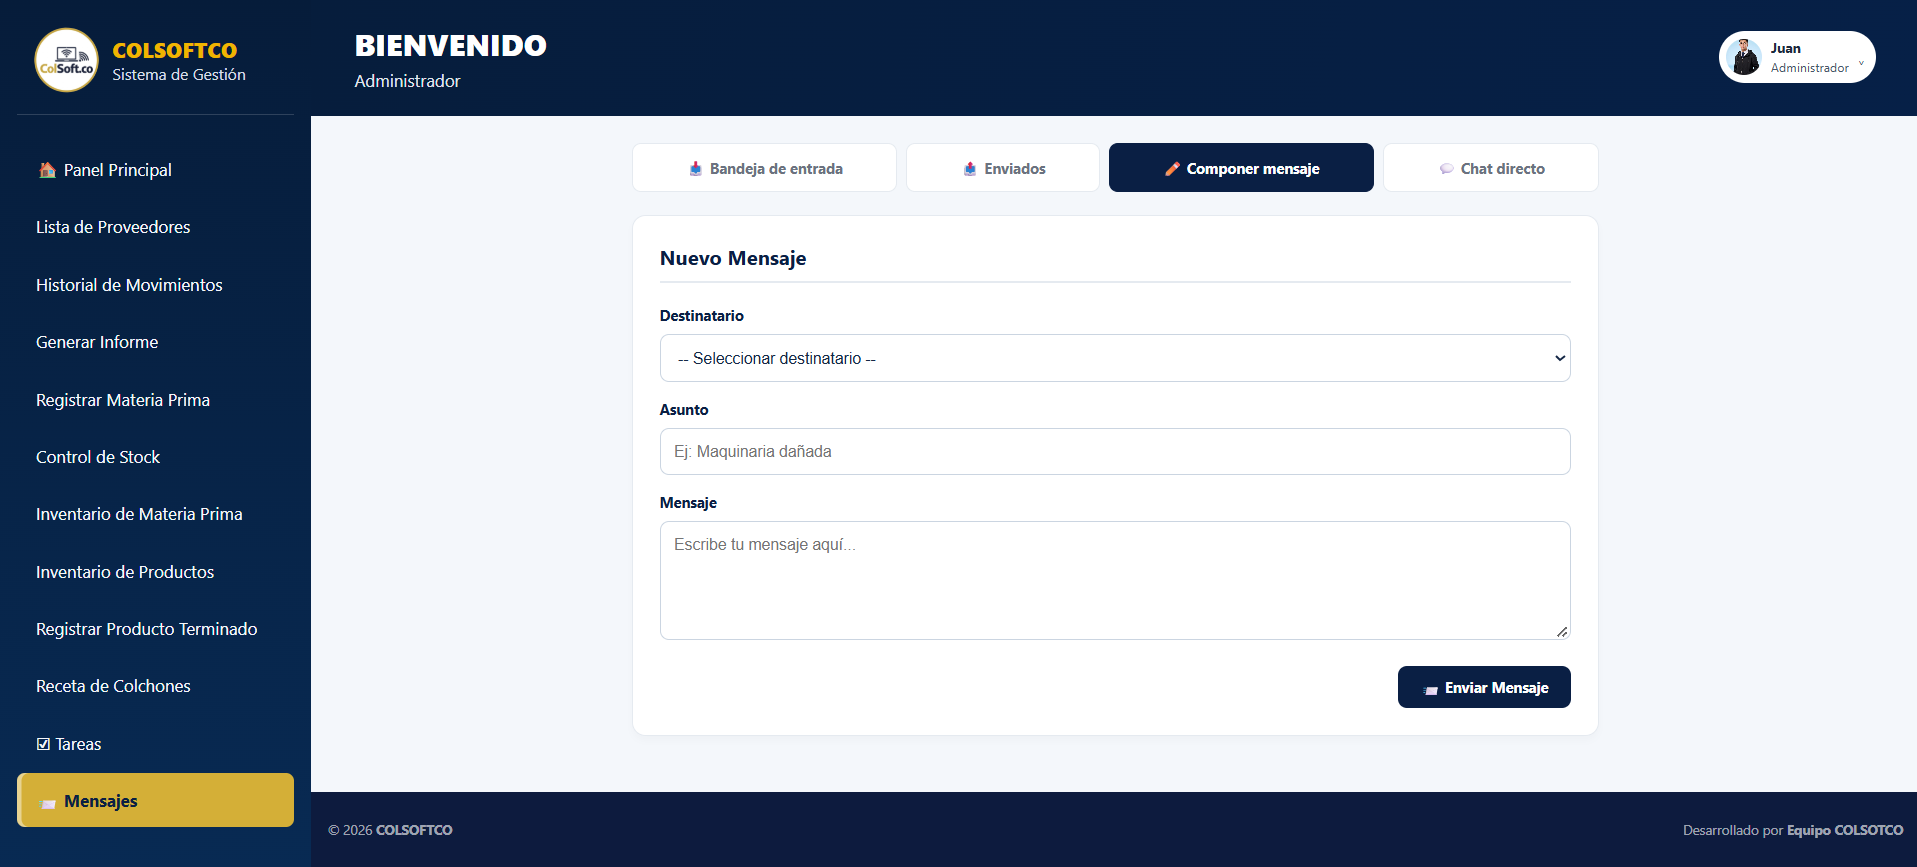 ColSoft.co
COLSOFTCO
Sistema de Gestión
BIENVENIDO
Administrador
Juan
Administrador
Panel Principal
Lista de Proveedores
Historial de Movimientos
Generar Informe
Registrar Materia Prima
Control de Stock
Inventario de Materia Prima
Inventario de Productos
Registrar Producto Terminado
Receta de Colchones
Tareas
Mensajes
Bandeja de entrada
Enviados
Componer mensaje
Chat directo
Nuevo Mensaje
Destinatario
-- Seleccionar destinatario --
Asunto
Ej: Maquinaria dañada
Mensaje
Escribe tu mensaje aquí...
Enviar Mensaje
© 2026 COLSOFTCO
Desarrollado por Equipo COLSOTCO